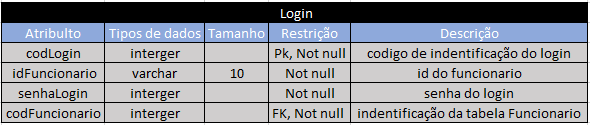 Login
Atribulto Tipos de dados Tamanho Restrição Descrição
codLogin interger Pk, Not null codigo de indentificação do login
idFuncionario varchar 10 Not null id do funcionario
senhaLogin interger Not null senha do login
codFuncionario interger FK, Not null indentificação da tabela Funcionario